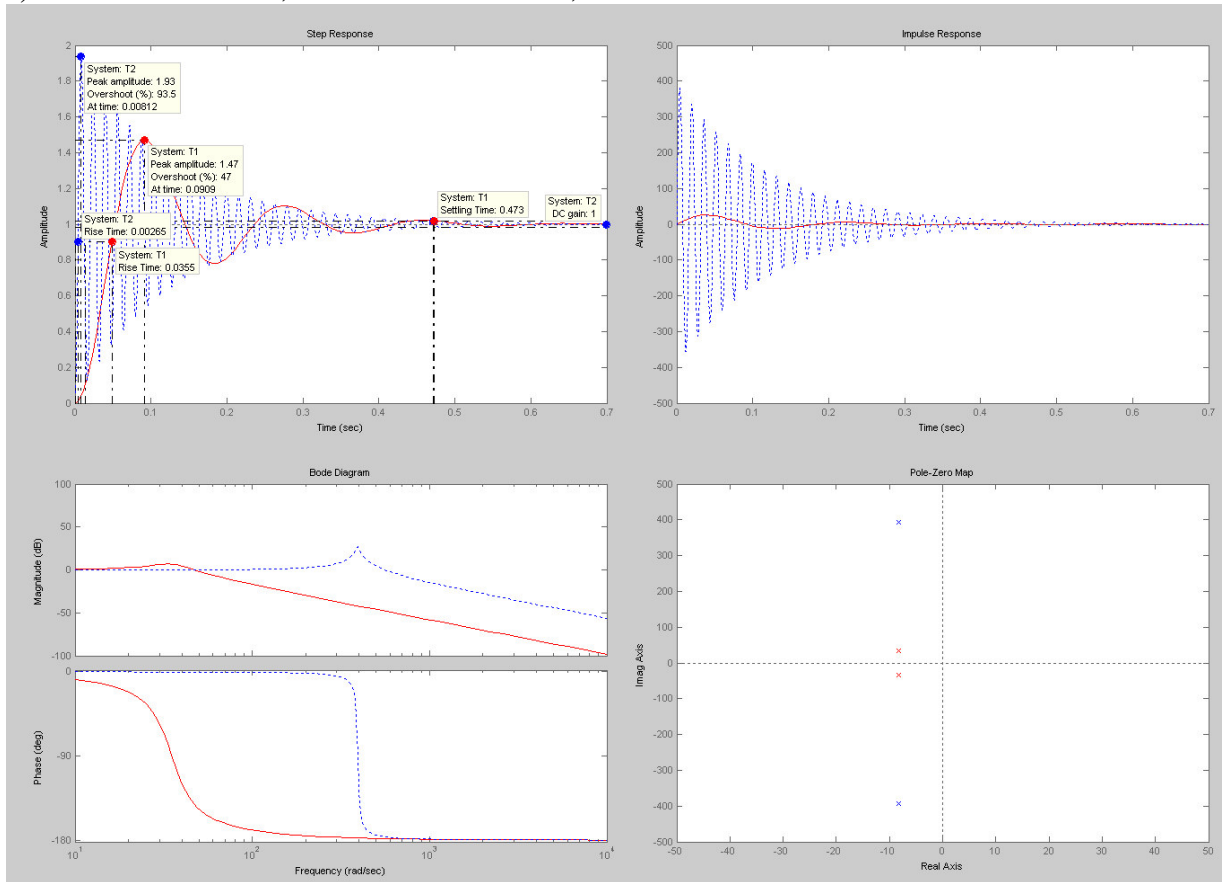 Step Response
2
1.8
1.6
1.4
1.2
1
0.8
0.6
0.4
0.2
0
Amplitude
System: T2
Peak amplitude: 1.93
Overshoot (%): 93.5
At time: 0.00812
System: T1
Peak amplitude: 1.47
Overshoot (%): 47
At time: 0.0909
System: T2
Rise Time: 0.00265
System: T1
Rise Time: 0.0355
System: T1
Settling Time: 0.473
System: T2
DC gain: 1
0 0.1 0.2 0.3 0.4 0.5 0.6 0.7
Time (sec)
Impulse Response
500
400
300
200
100
0
-100
-200
-300
-400
-500
Amplitude
0 0.1 0.2 0.3 0.4 0.5 0.6 0.7
Time (sec)
Bode Diagram
100
50
0
-50
-100
Magnitude (dB)
0
-90
-180
Phase (deg)
10^1 10^2 10^3 10^4
Frequency (rad/sec)
Pole-Zero Map
500
400
300
200
100
0
-100
-200
-300
-400
-500
Imag Axis
-50 -40 -30 -20 -10 0 10 20 30 40 50
Real Axis